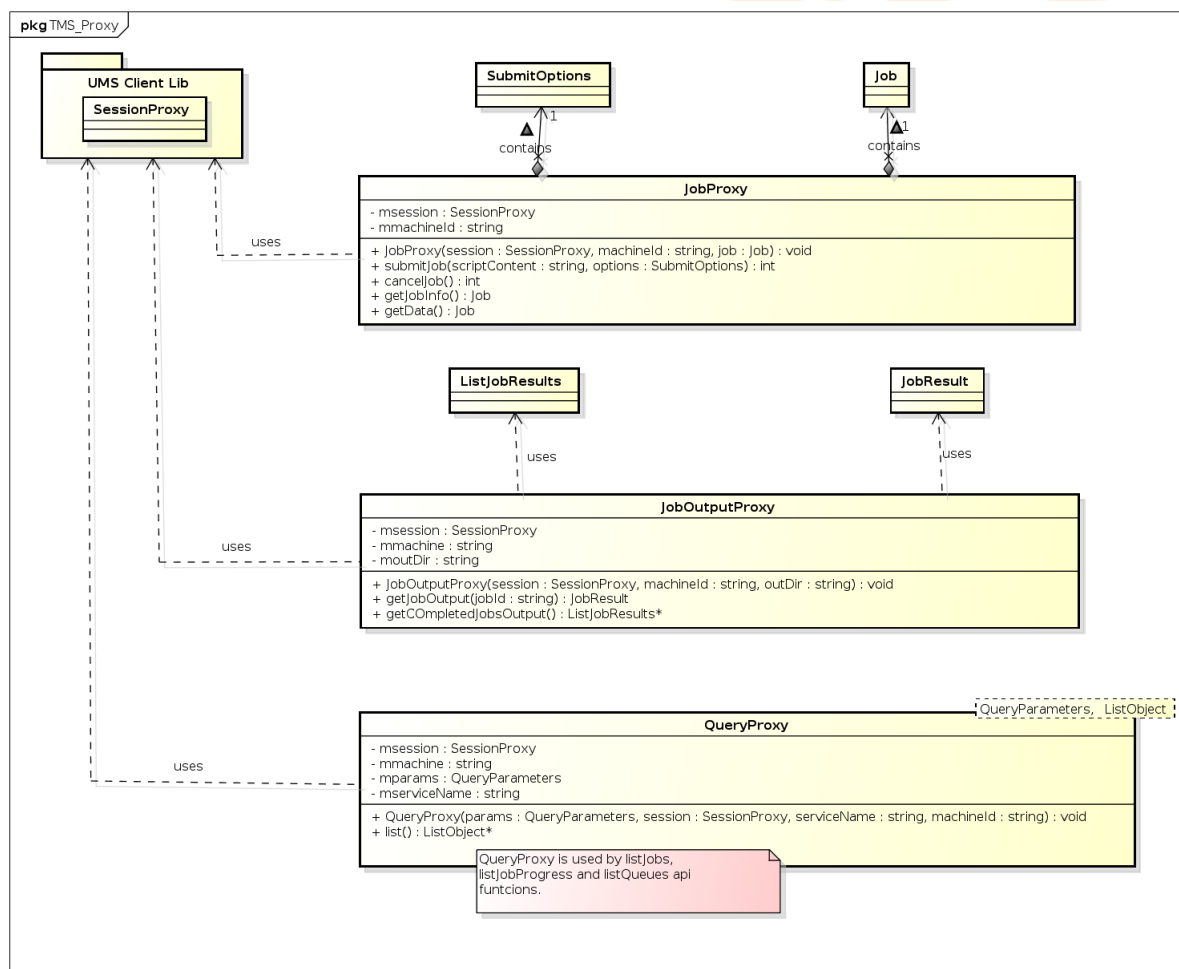 pkg TMS_Proxy
UMS Client Lib
SessionProxy
SubmitOptions
Job
1
contains
1
contains
JobProxy
- msession : SessionProxy
- mmachineId : string
+ JobProxy(session : SessionProxy, machineId : string, job : Job) : void
+ submitJob(scriptContent : string, options : SubmitOptions) : int
+ cancelJob() : int
+ getJobInfo() : Job
+ getData() : Job
uses
ListJobResults
JobResult
uses
uses
JobOutputProxy
- msession : SessionProxy
- mmachine : string
- moutDir : string
+ JobOutputProxy(session : SessionProxy, machineId : string, outDir : string) : void
+ getJobOutput(jobId : string) : JobResult
+ getCOmpletedJobsOutput() : ListJobResults*
uses
QueryParameters, ListObject
QueryProxy
- msession : SessionProxy
- mmachine : string
- mparams : QueryParameters
- mserviceName : string
+ QueryProxy(params : QueryParameters, session : SessionProxy, serviceName : string, machineId : string) : void
+ list() : ListObject*
uses
QueryProxy is used by listJobs,
listJobProgress and listQueues api
funtcions.